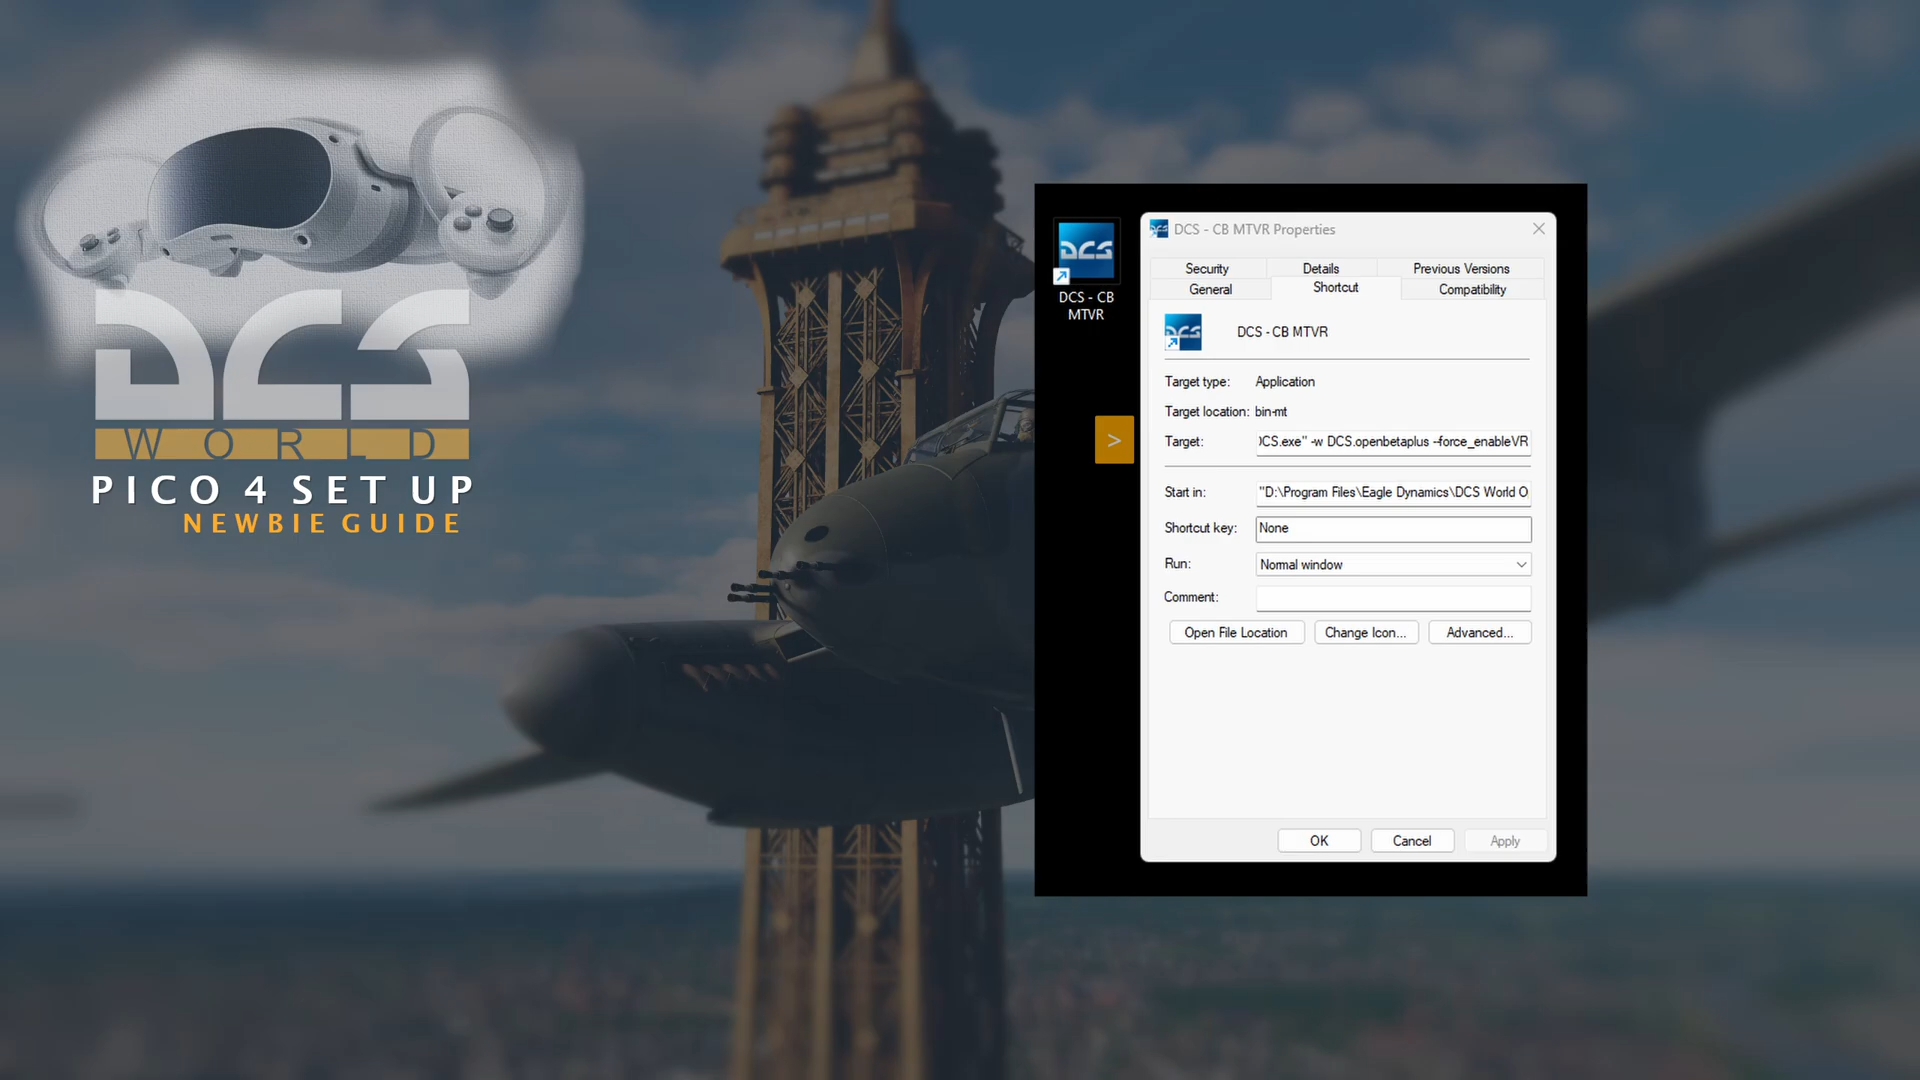 DCS
WORLD
PICO 4 SET UP
NEWBIE GUIDE
DCS
DCS - CB
MTVR
>
DCS - CB MTVR Properties
Security
Details
Previous Versions
General
Shortcut
Compatibility
DCS
DCS - CB MTVR
Target type:
Application
Target location:
bin-mt
Target:
)CS.exe" -w DCS.openbetaplus --force_enableVR
Start in:
"D:\Program Files\Eagle Dynamics\DCS World O
Shortcut key:
None
Run:
Normal window
Comment:
Open File Location
Change Icon...
Advanced...
OK
Cancel
Apply